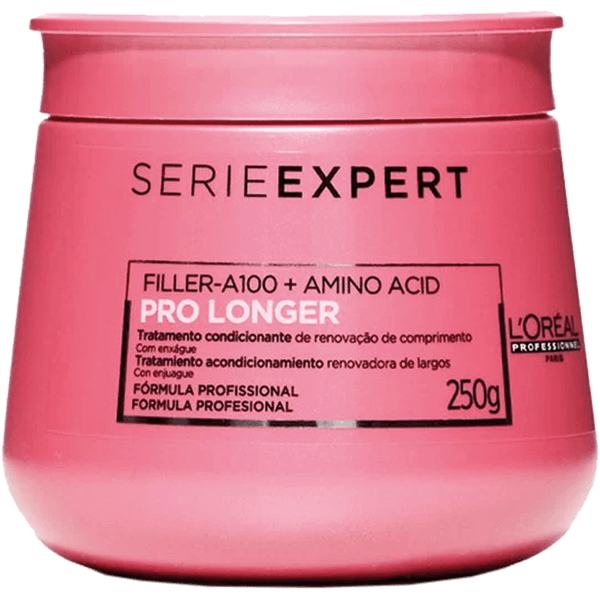 SERIEEXPERT
FILLER-A100 + AMINO ACID
PRO LONGER
Tratamento condicionante de renovação de comprimento
Com enxágue
Tratamiento acondicionamiento renovadora de largos
Con enjuague
FÓRMULA PROFISSIONAL
FORMULA PROFESIONAL
250g
L'ORÉAL
PROFESSIONNEL
PARIS